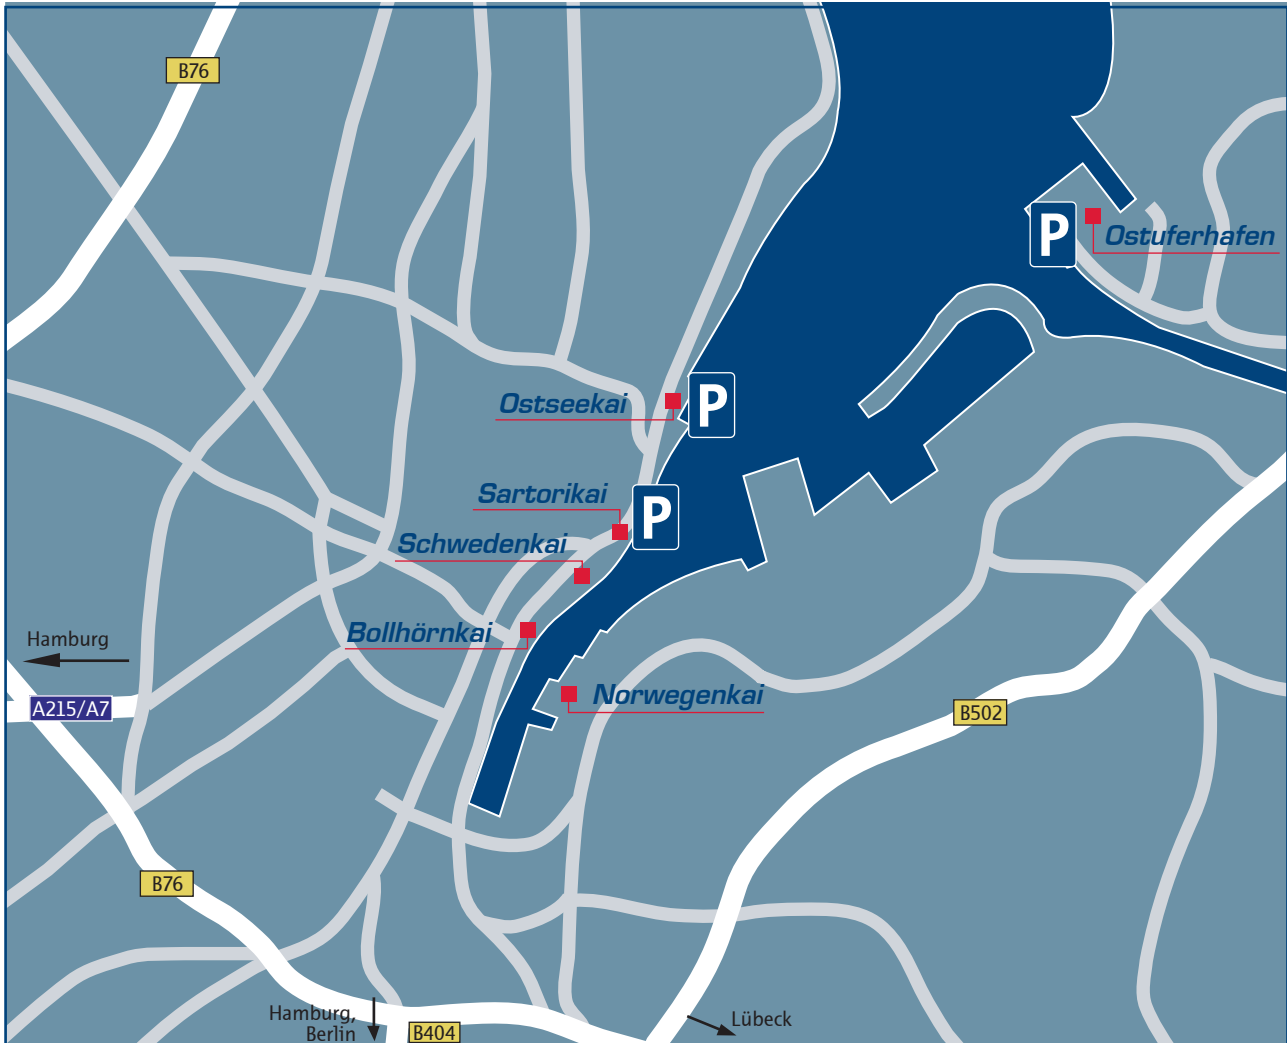 B76
P
Ostuferhafen
Ostseekai
P
Sartorikai
P
Schwedenkai
Bollhörnkai
Hamburg
Norwegenkai
A215/A7
B502
B76
Hamburg,
Berlin
B404
Lübeck